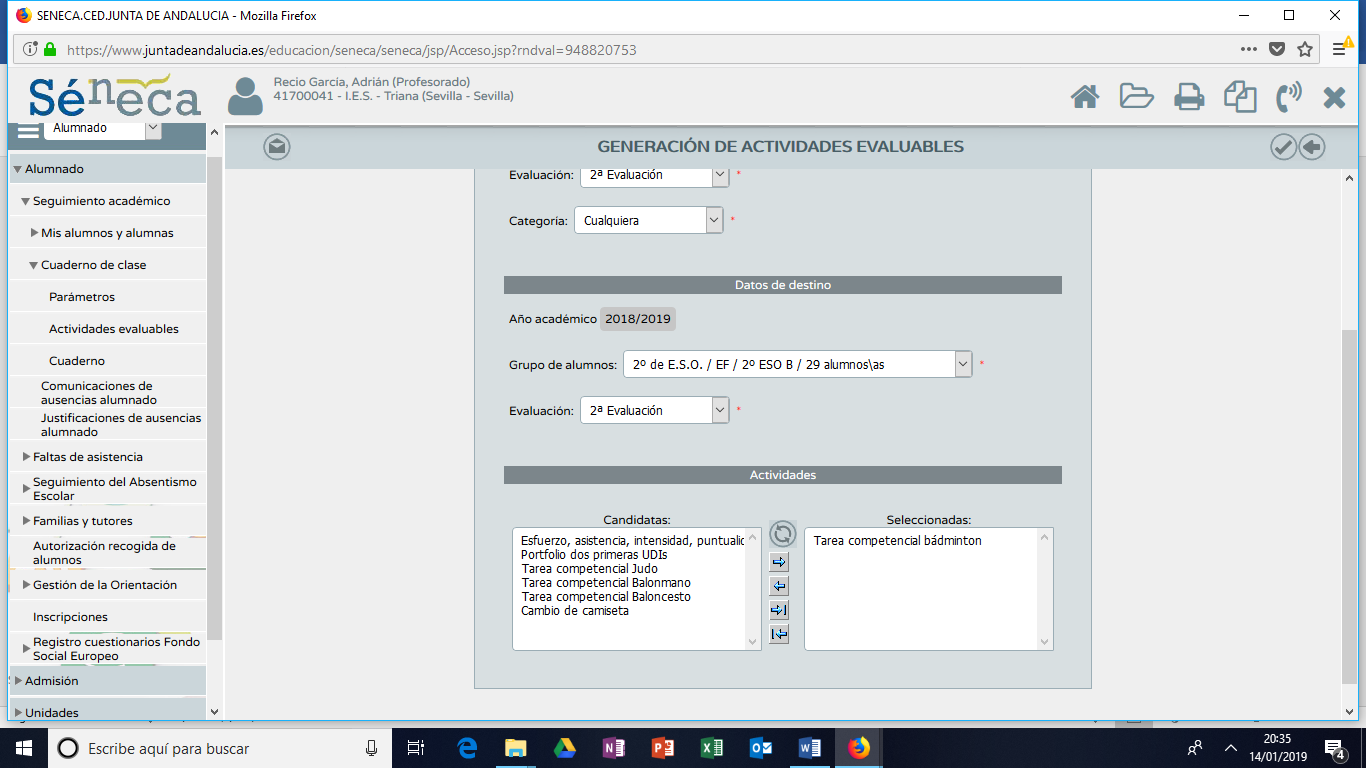 SENECA.CED.JUNTA DE ANDALUCIA - Mozilla Firefox
https://www.juntadeandalucia.es/educacion/seneca/seneca/jsp/Acceso.jsp?rndval=948820753
Séneca
Recio García, Adrián (Profesorado)
41700041 - I.E.S. - Triana (Sevilla - Sevilla)
Alumnado
GENERACIÓN DE ACTIVIDADES EVALUABLES
Alumnado
Seguimiento académico
Mis alumnos y alumnas
Cuaderno de clase
Parámetros
Actividades evaluables
Cuaderno
Comunicaciones de
ausencias alumnado
Justificaciones de ausencias
alumnado
Faltas de asistencia
Seguimiento del Absentismo
Escolar
Familias y tutores
Autorización recogida de
alumnos
Gestión de la Orientación
Inscripciones
Registro cuestionarios Fondo
Social Europeo
Admisión
Unidades
Evaluación: 2ª Evaluación *
Categoría: Cualquiera *
Datos de destino
Año académico 2018/2019
Grupo de alumnos: 2º de E.S.O. / EF / 2º ESO B / 29 alumnos\as *
Evaluación: 2ª Evaluación *
Actividades
Candidatas:
Esfuerzo, asistencia, intensidad,
Portfolio dos primeras UDIs
Tarea competencial Judo
Tarea competencial Balonmano
Tarea competencial Baloncesto
Cambio de camiseta
Seleccionadas:
Tarea competencial bádminton
Escribe aquí para buscar
20:35
14/01/2019
4